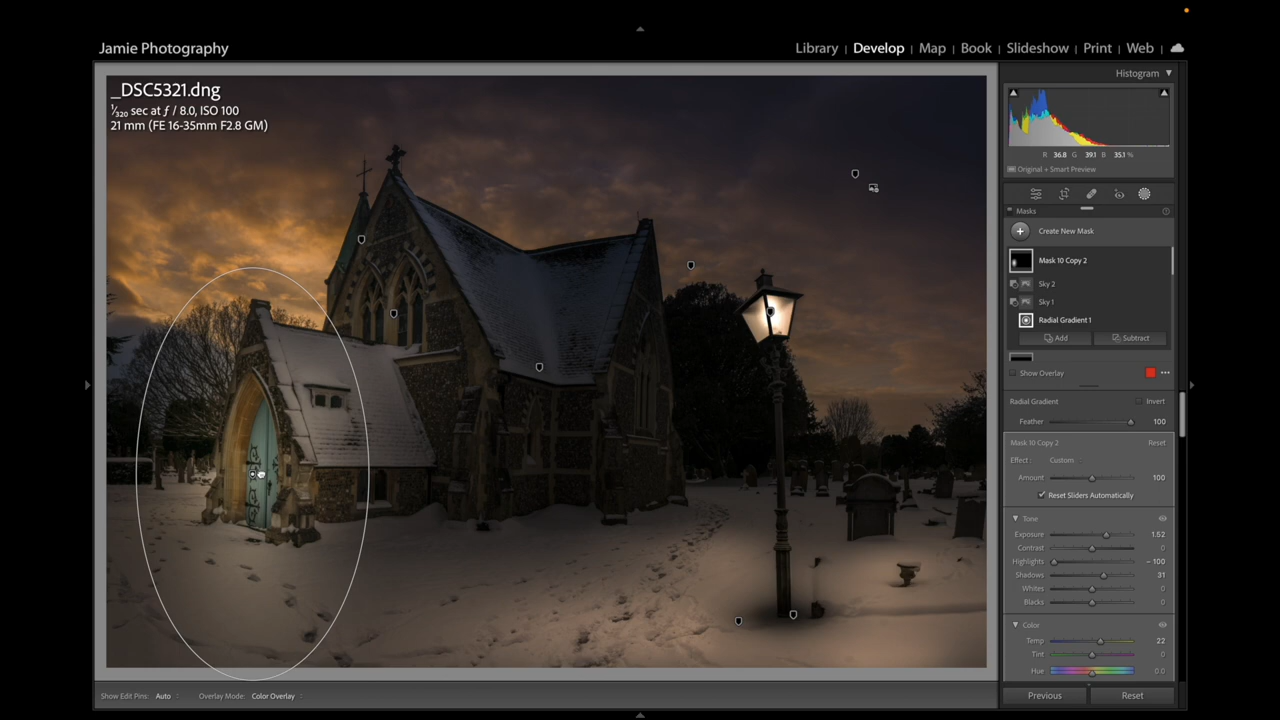 Jamie Photography
Library | Develop | Map | Book | Slideshow | Print | Web |
_DSC5321.dng
1/320 sec at ƒ / 8.0, ISO 100
21 mm (FE 16-35mm F2.8 GM)
Histogram
R 36.8 G 39.1 B 35.1 %
Original + Smart Preview
Masks
Create New Mask
Mask 10 Copy 2
Sky 2
Sky 1
Radial Gradient 1
Add Subtract
Show Overlay
Radial Gradient Invert
Feather 100
Mask 10 Copy 2 Reset
Effect : Custom
Amount 100
Reset Sliders Automatically
Tone
Exposure 1.52
Contrast 0
Highlights – 100
Shadows 31
Whites 0
Blacks 0
Color
Temp 22
Tint 0
Hue 0.0
Show Edit Pins: Auto Overlay Mode: Color Overlay
Previous Reset